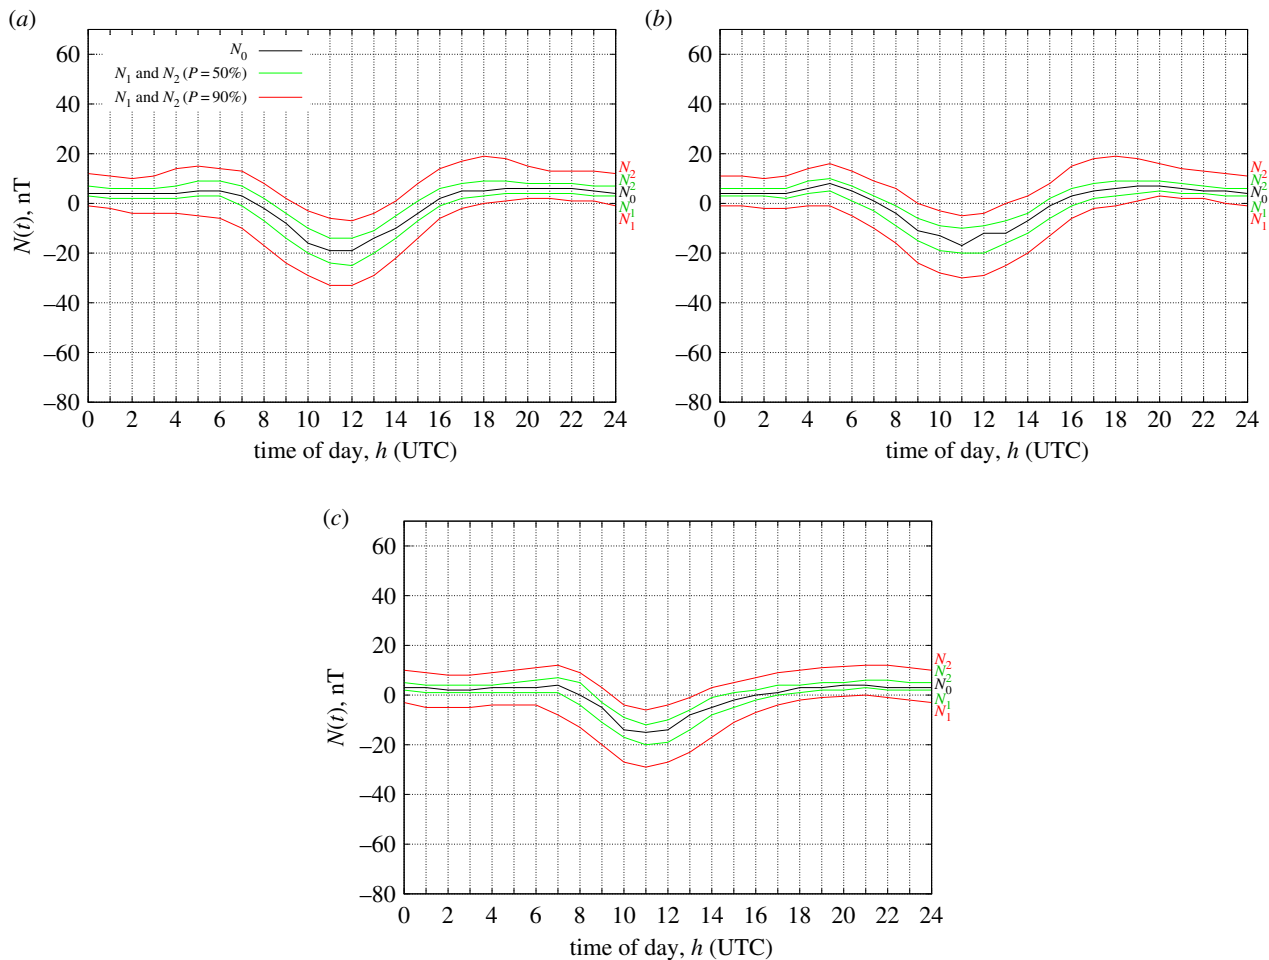 (a)
N0
N1 and N2 (P = 50%)
N1 and N2 (P = 90%)
60
40
20
0
–20
–40
–60
–80
N(t), nT
N2
N2
N0
N1
N1
0 2 4 6 8 10 12 14 16 18 20 22 24
time of day, h (UTC)
(b)
60
40
20
0
–20
–40
–60
–80
N2
N2
N0
N1
N1
0 2 4 6 8 10 12 14 16 18 20 22 24
time of day, h (UTC)
(c)
60
40
20
0
–20
–40
–60
–80
N(t), nT
N2
N2
N0
N1
N1
0 2 4 6 8 10 12 14 16 18 20 22 24
time of day, h (UTC)